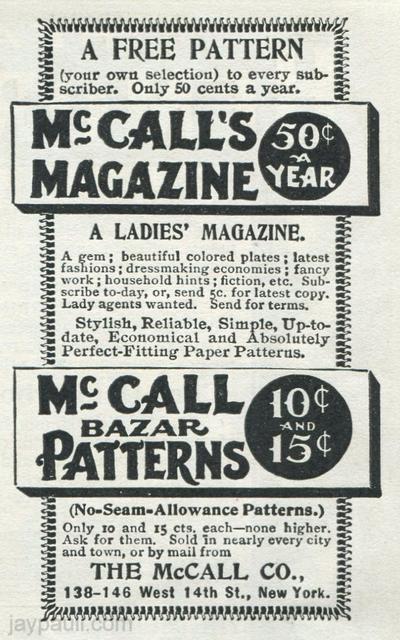 A FREE PATTERN
(your own selection) to every sub-
scriber. Only 50 cents a year.
McCALL'S
MAGAZINE
50¢
A
YEAR
A LADIES' MAGAZINE.
A gem; beautiful colored plates; latest
fashions; dressmaking economies; fancy
work; household hints; fiction, etc. Sub-
scribe to-day, or, send 5c. for latest copy.
Lady agents wanted. Send for terms.
Stylish, Reliable, Simple, Up-to-
date, Economical and Absolutely
Perfect-Fitting Paper Patterns.
McCALL
BAZAR
PATTERNS
10¢
AND
15¢
(No-Seam-Allowance Patterns.)
Only 10 and 15 cts. each—none higher.
Ask for them. Sold in nearly every city
and town, or by mail from
THE McCALL CO.,
138-146 West 14th St., New York.
jaypaull.com